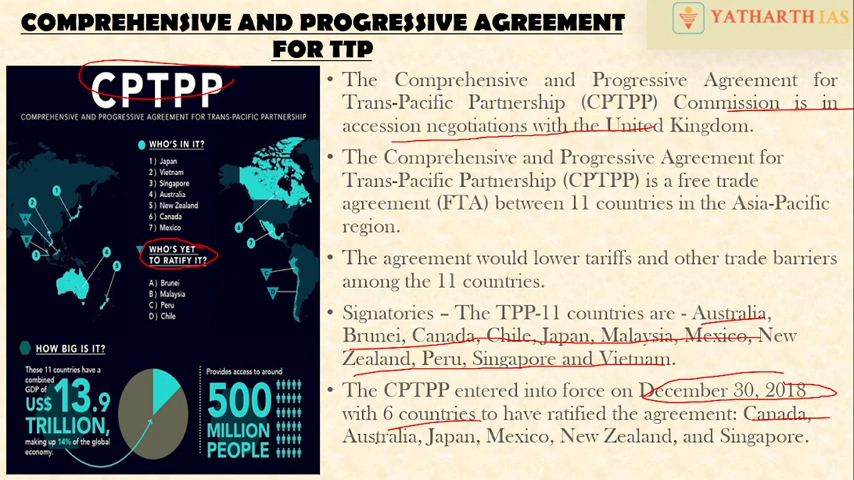 COMPREHENSIVE AND PROGRESSIVE AGREEMENT
FOR TTP
YATHARTH IAS
CPTPP
COMPREHENSIVE AND PROGRESSIVE AGREEMENT FOR TRANS-PACIFIC PARTNERSHIP
WHO'S IN IT?
1) Japan
2) Vietnam
3) Singapore
4) Australia
5) New Zealand
6) Canada
7) Mexico
WHO'S YET
TO RATIFY IT?
A) Brunei
B) Malaysia
C) Peru
D) Chile
1
2
3
4
5
6
7
A
B
C
D
HOW BIG IS IT?
These 11 countries have a
combined
GDP of
US$ 13.9
TRILLION,
making up 14% of the global
economy.
Provides access to around
500
MILLION
PEOPLE
• The Comprehensive and Progressive Agreement for
Trans-Pacific Partnership (CPTPP) Commission is in
accession negotiations with the United Kingdom.
• The Comprehensive and Progressive Agreement for
Trans-Pacific Partnership (CPTPP) is a free trade
agreement (FTA) between 11 countries in the Asia-Pacific
region.
• The agreement would lower tariffs and other trade barriers
among the 11 countries.
• Signatories – The TPP-11 countries are - Australia,
Brunei, Canada, Chile, Japan, Malaysia, Mexico, New
Zealand, Peru, Singapore and Vietnam.
• The CPTPP entered into force on December 30, 2018
with 6 countries to have ratified the agreement: Canada,
Australia, Japan, Mexico, New Zealand, and Singapore.